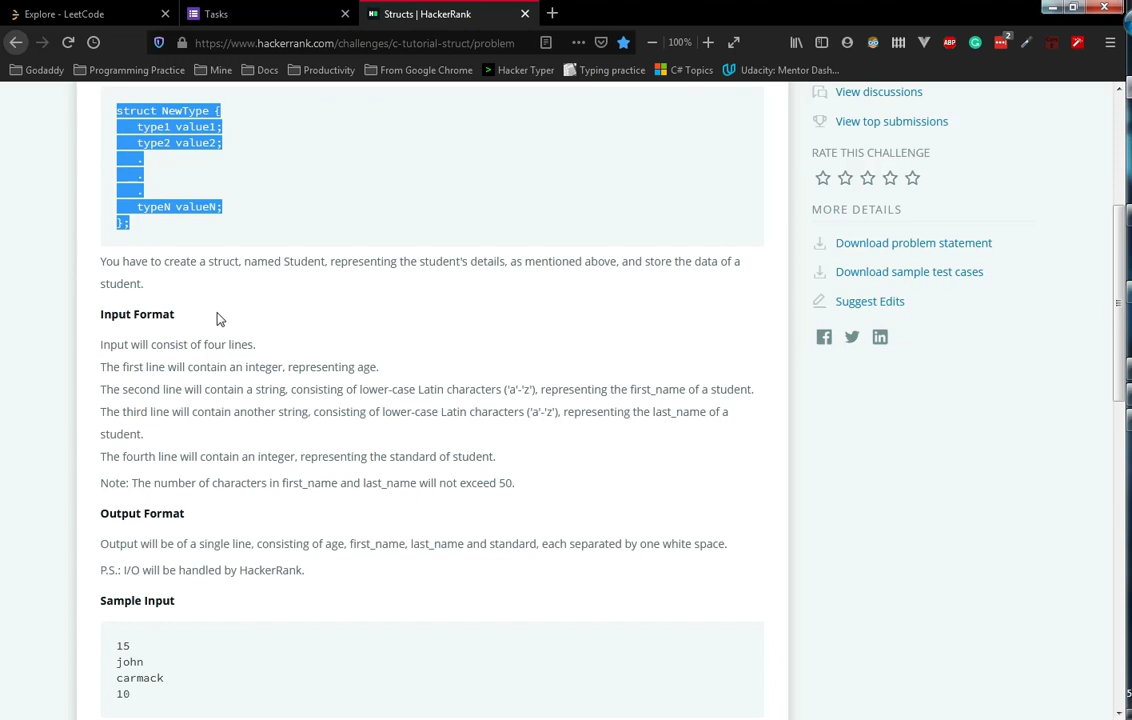 Explore - LeetCode
Tasks
Structs | HackerRank
https://www.hackerrank.com/challenges/c-tutorial-struct/problem
100%
2
Godaddy
Programming Practice
Mine
Docs
Productivity
From Google Chrome
Hacker Typer
Typing practice
C# Topics
Udacity: Mentor Dash...
struct NewType {
type1 value1;
type2 value2;
.
.
.
typeN valueN;
};
You have to create a struct, named Student, representing the student's details, as mentioned above, and store the data of a
student.
Input Format
Input will consist of four lines.
The first line will contain an integer, representing age.
The second line will contain a string, consisting of lower-case Latin characters ('a'-'z'), representing the first_name of a student.
The third line will contain another string, consisting of lower-case Latin characters ('a'-'z'), representing the last_name of a
student.
The fourth line will contain an integer, representing the standard of student.
Note: The number of characters in first_name and last_name will not exceed 50.
Output Format
Output will be of a single line, consisting of age, first_name, last_name and standard, each separated by one white space.
P.S.: I/O will be handled by HackerRank.
Sample Input
15
john
carmack
10
View discussions
View top submissions
RATE THIS CHALLENGE
MORE DETAILS
Download problem statement
Download sample test cases
Suggest Edits